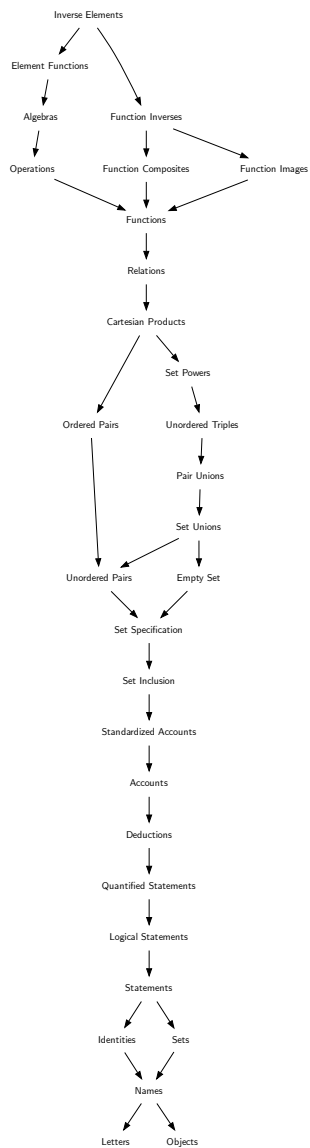 Inverse Elements
Element Functions
Algebras
Function Inverses
Operations
Function Composites
Function Images
Functions
Relations
Cartesian Products
Set Powers
Ordered Pairs
Unordered Triples
Pair Unions
Set Unions
Unordered Pairs
Empty Set
Set Specification
Set Inclusion
Standardized Accounts
Accounts
Deductions
Quantified Statements
Logical Statements
Statements
Identities
Sets
Names
Letters
Objects